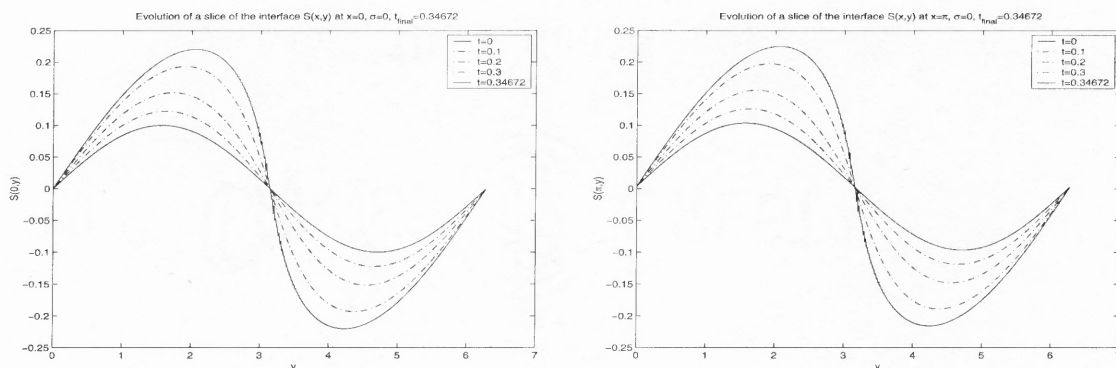 Evolution of a slice of the interface S(x,y) at x=0, σ=0, t_final=0.34672
0.25
0.2
0.15
0.1
0.05
0
-0.05
-0.1
-0.15
-0.2
-0.25
S(0,y)
t=0
t=0.1
t=0.2
t=0.3
t=0.34672
0 1 2 3 4 5 6 7
Evolution of a slice of the interface S(x,y) at x=π, σ=0, t_final=0.34672
0.25
0.2
0.15
0.1
0.05
0
-0.05
-0.1
-0.15
-0.2
-0.25
S(π,y)
t=0
t=0.1
t=0.2
t=0.3
t=0.34672
0 1 2 3 4 5 6